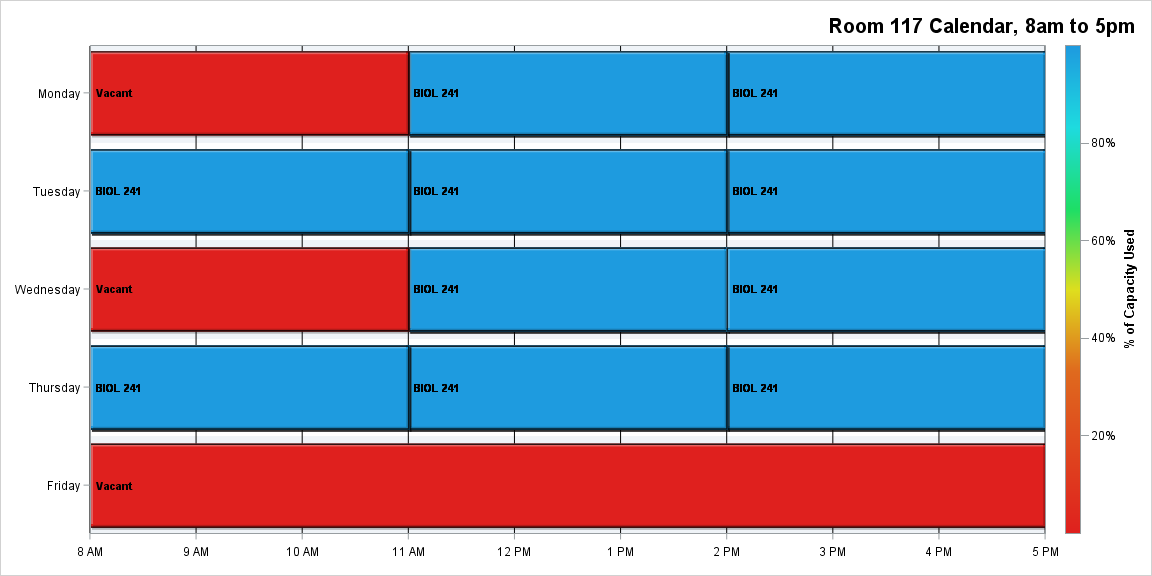 Room 117 Calendar, 8am to 5pm
Monday
Vacant
BIOL 241
BIOL 241
Tuesday
BIOL 241
BIOL 241
BIOL 241
Wednesday
Vacant
BIOL 241
BIOL 241
Thursday
BIOL 241
BIOL 241
BIOL 241
Friday
Vacant
8 AM
9 AM
10 AM
11 AM
12 PM
1 PM
2 PM
3 PM
4 PM
5 PM
80%
60%
40%
20%
% of Capacity Used